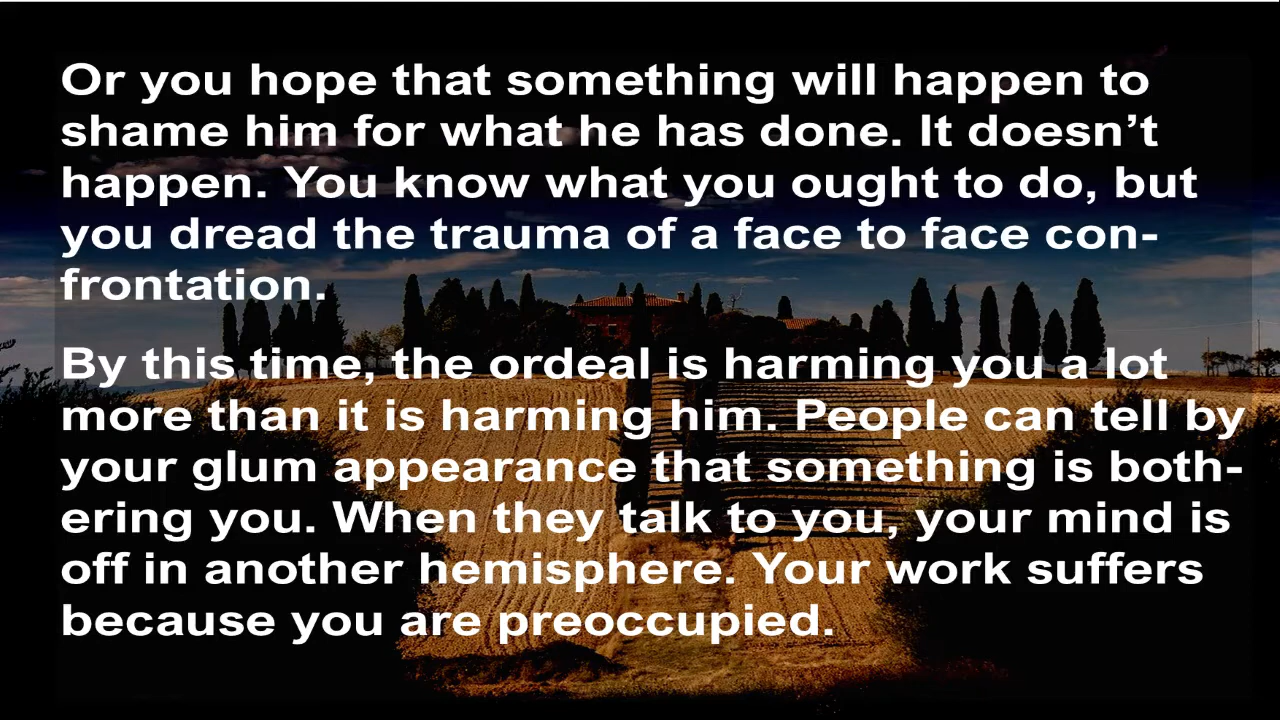 Or you hope that something will happen to
shame him for what he has done. It doesn’t
happen. You know what you ought to do, but
you dread the trauma of a face to face con-
frontation.
By this time, the ordeal is harming you a lot
more than it is harming him. People can tell by
your glum appearance that something is both-
ering you. When they talk to you, your mind is
off in another hemisphere. Your work suffers
because you are preoccupied.